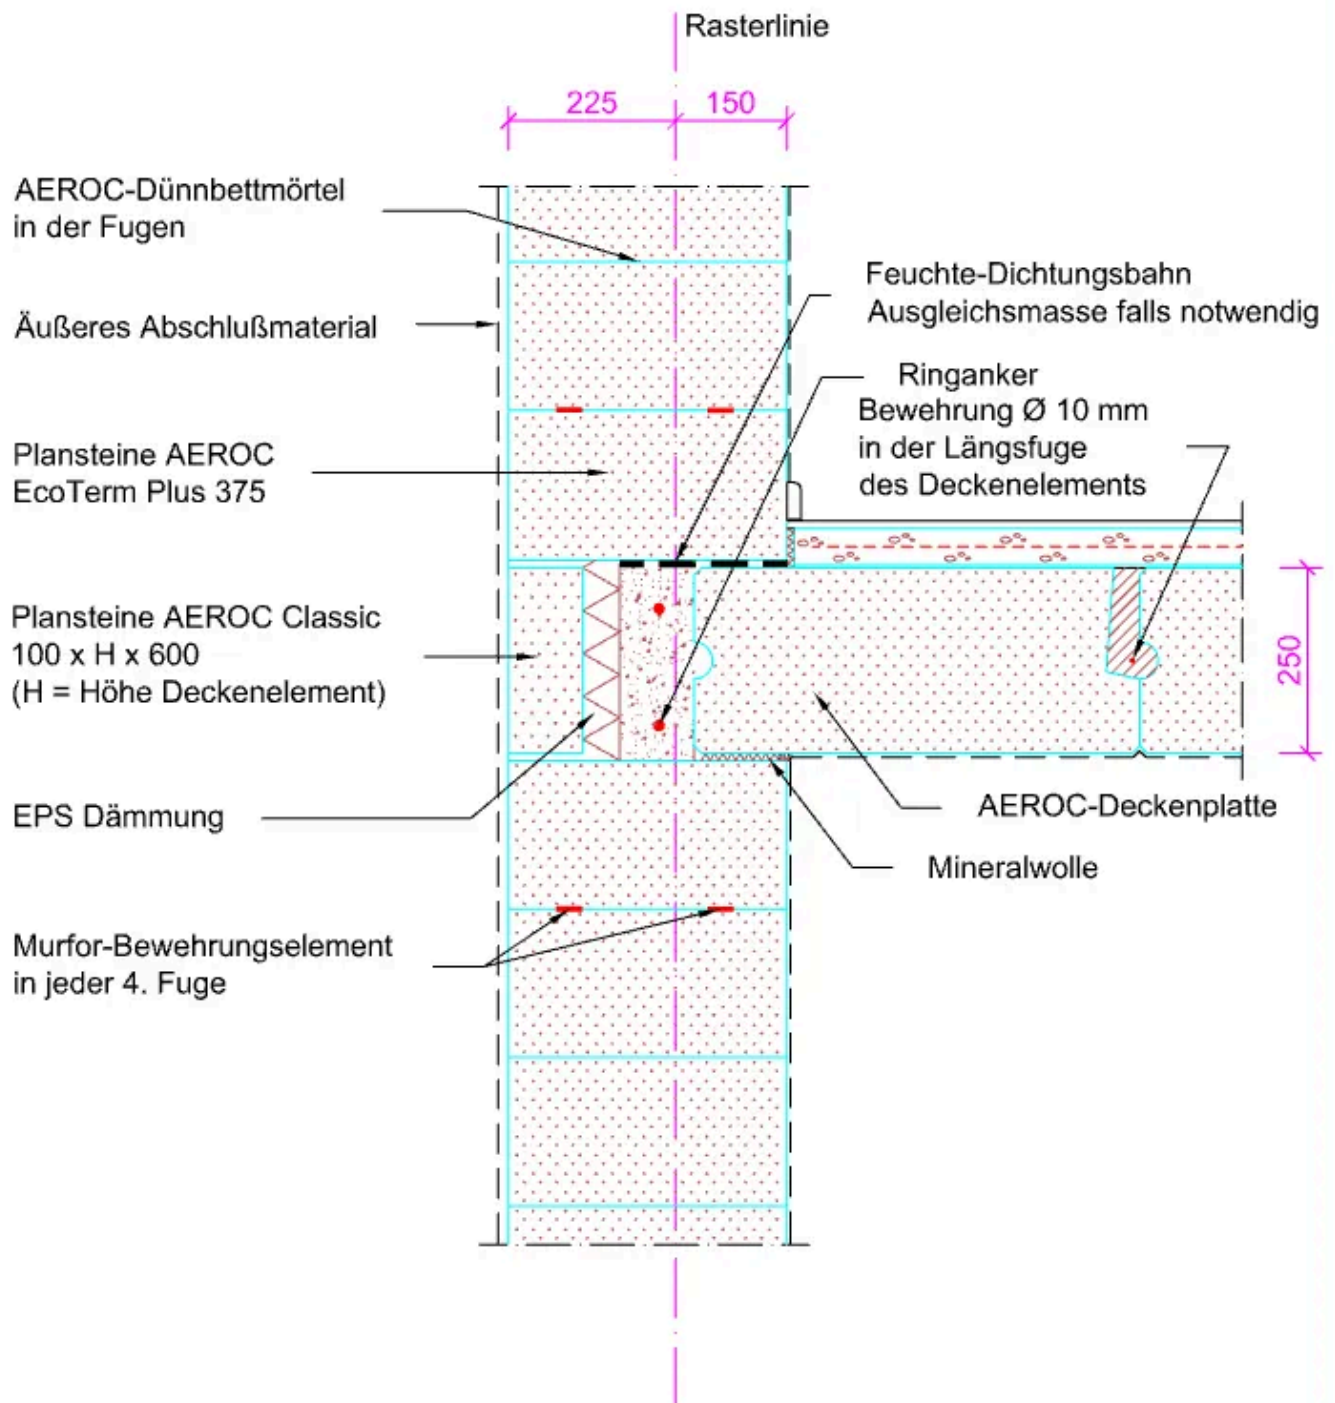 Rasterlinie
225
150
AEROC-Dünnbettmörtel
in der Fugen
Feuchte-Dichtungsbahn
Ausgleichsmasse falls notwendig
Äußeres Abschlußmaterial
Ringanker
Bewehrung Ø 10 mm
in der Längsfuge
des Deckenelements
Plansteine AEROC
EcoTerm Plus 375
Plansteine AEROC Classic
100 x H x 600
(H = Höhe Deckenelement)
250
EPS Dämmung
AEROC-Deckenplatte
Mineralwolle
Murfor-Bewehrungselement
in jeder 4. Fuge